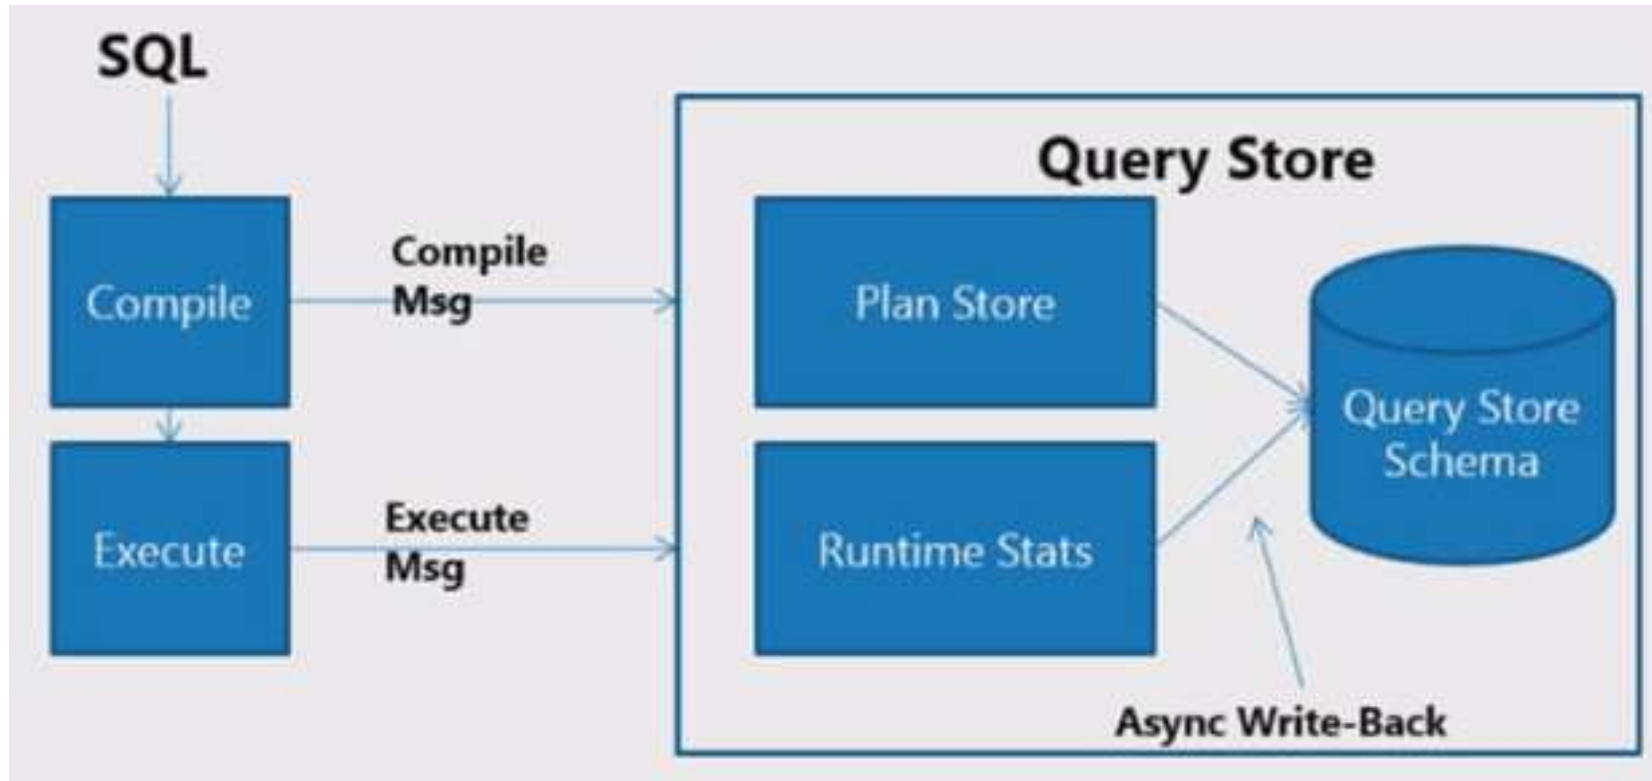 SQL
Query Store
Compile
Compile
Msg
Plan Store
Query Store
Schema
Execute
Execute
Msg
Runtime Stats
Async Write-Back